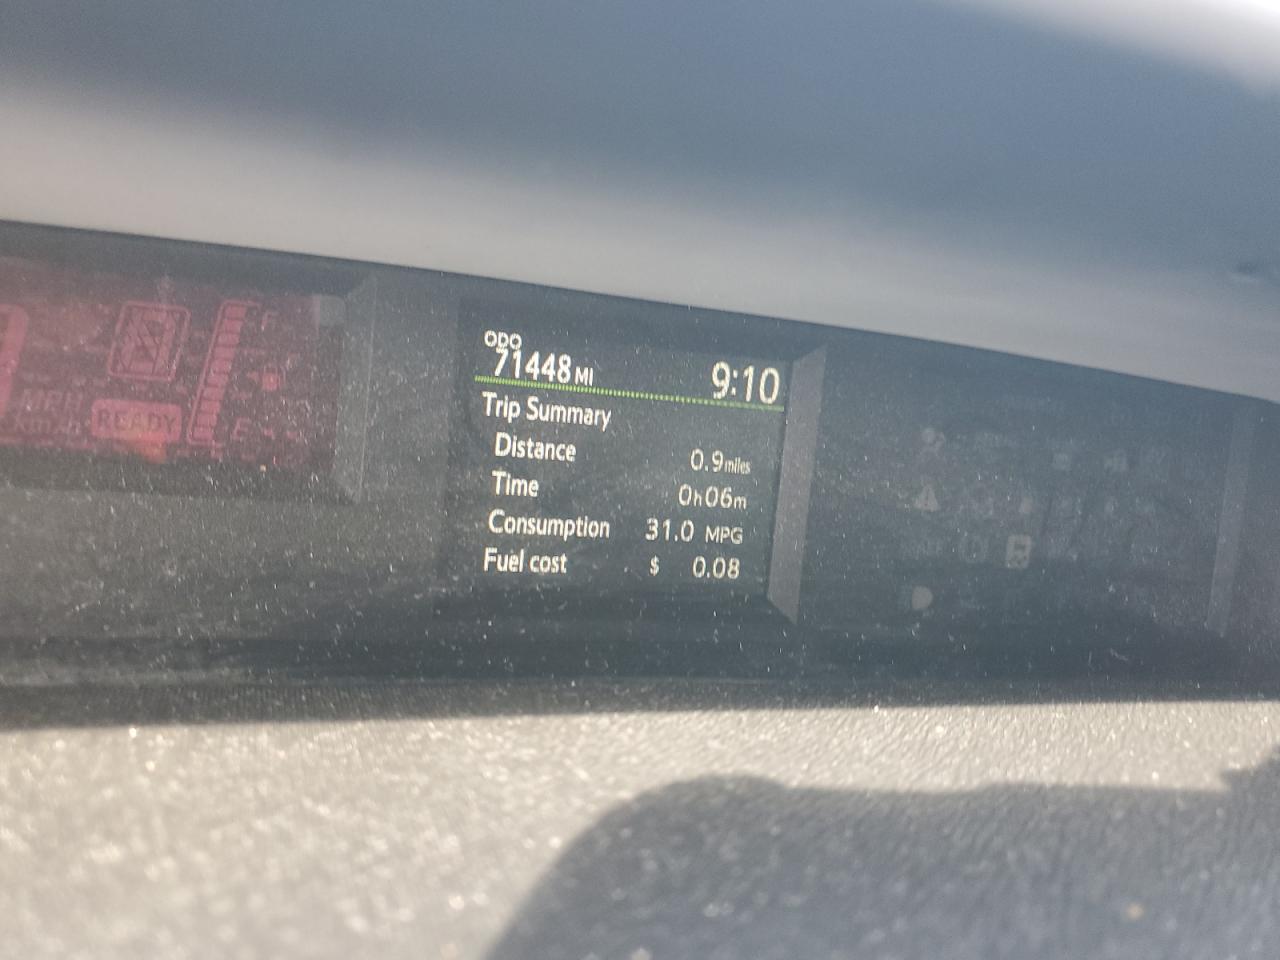 ODO
71448 MI 9:10
Trip Summary
Distance 0.9 miles
Time 0h06m
Consumption 31.0 MPG
Fuel cost $ 0.08
F
READY
E
km/h